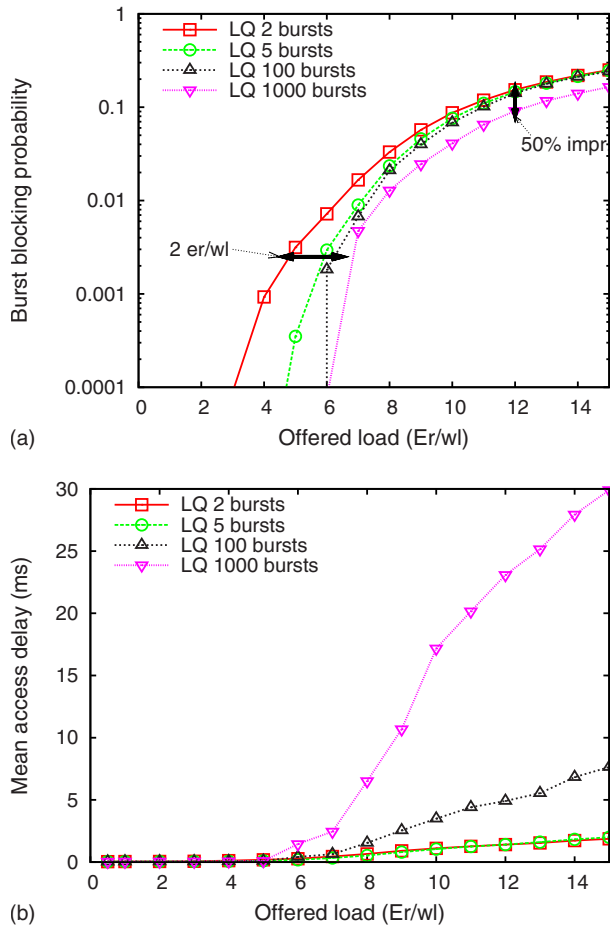 LQ 2 bursts
LQ 5 bursts
LQ 100 bursts
LQ 1000 bursts
1
0.1
0.01
0.001
0.0001
Burst blocking probability
50% impr
2 er/wl
0 2 4 6 8 10 12 14
Offered load (Er/wl)
(a)
LQ 2 bursts
LQ 5 bursts
LQ 100 bursts
LQ 1000 bursts
30
25
20
15
10
5
0
Mean access delay (ms)
0 2 4 6 8 10 12 14
Offered load (Er/wl)
(b)